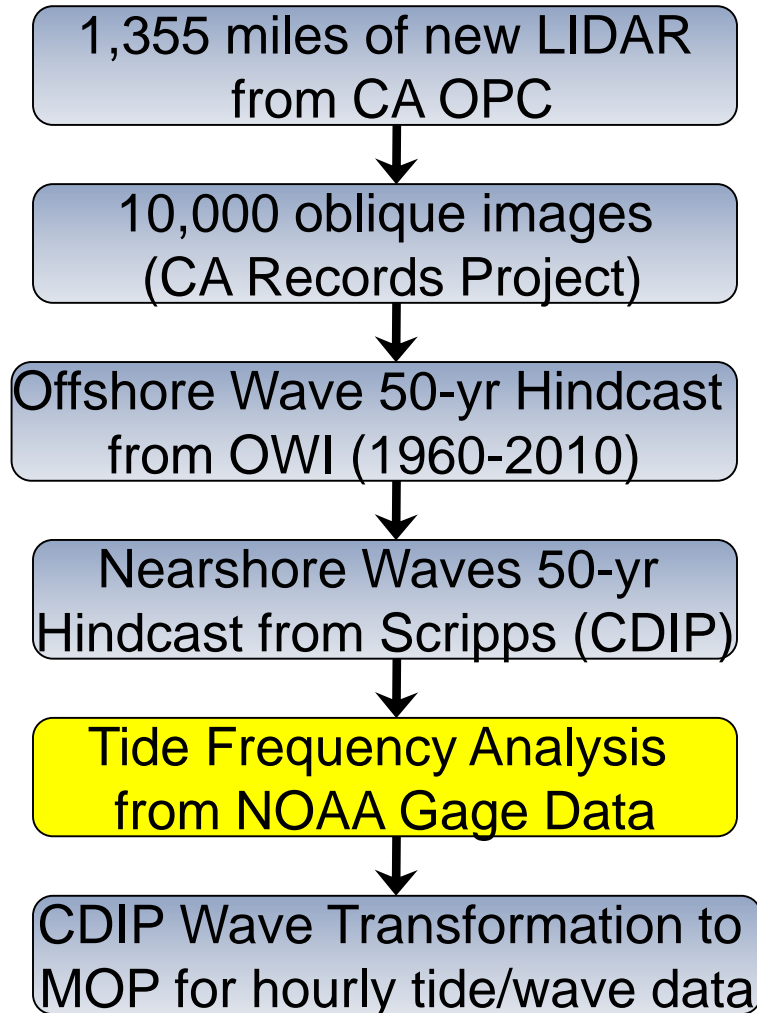 1,355 miles of new LIDAR
from CA OPC
10,000 oblique images
(CA Records Project)
Offshore Wave 50-yr Hindcast
from OWI (1960-2010)
Nearshore Waves 50-yr
Hindcast from Scripps (CDIP)
Tide Frequency Analysis
from NOAA Gage Data
CDIP Wave Transformation to
MOP for hourly tide/wave data